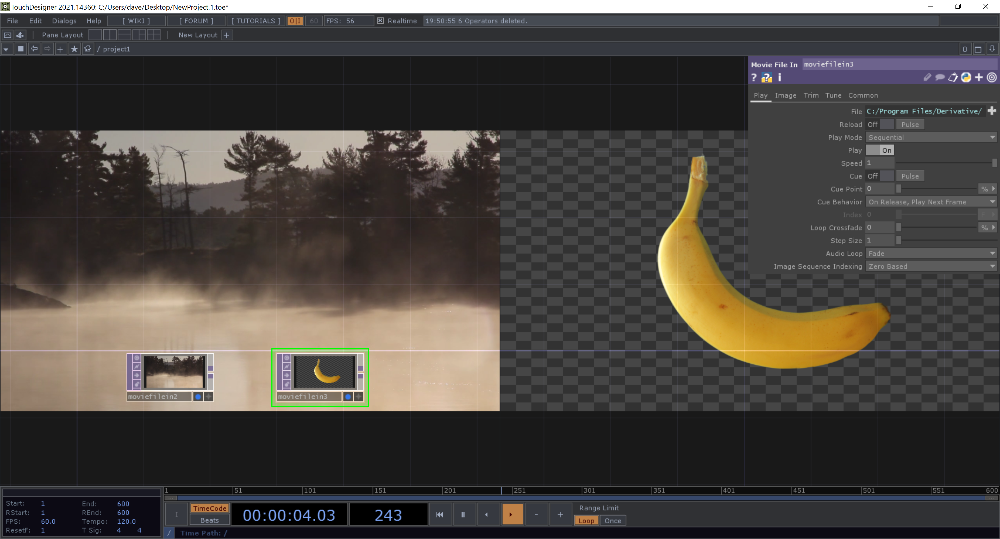 TouchDesigner 2021.14360: C:/Users/dave/Desktop/NewProject.1.toe*
File Edit Dialogs Help [ WIKI ] [ FORUM ] [ TUTORIALS ] O|I 60 FPS: 56 Realtime 19:50:55 6 Operators deleted.
Pane Layout New Layout +
/ project1 0
Movie File In moviefilein3
? ? i
Play Image Trim Tune Common
File C:/Program Files/Derivative/
Reload Off Pulse
Play Mode Sequential
Play On
Speed 1
Cue Off Pulse
Cue Point 0 %
Cue Behavior On Release, Play Next Frame
Index 0 F
Loop Crossfade 0 %
Step Size 1
Audio Loop Fade
Image Sequence Indexing Zero Based
moviefilein2
moviefilein3
1 51 101 151 201 251 301 351 401 451 501 551 600
Start: 1 End: 600
RStart: 1 REnd: 600
FPS: 60.0 Tempo: 120.0
ResetF: 1 T Sig: 4 4
I
TimeCode
Beats
00:00:04.03
243
- +
Range Limit
Loop Once
/ Time Path: /